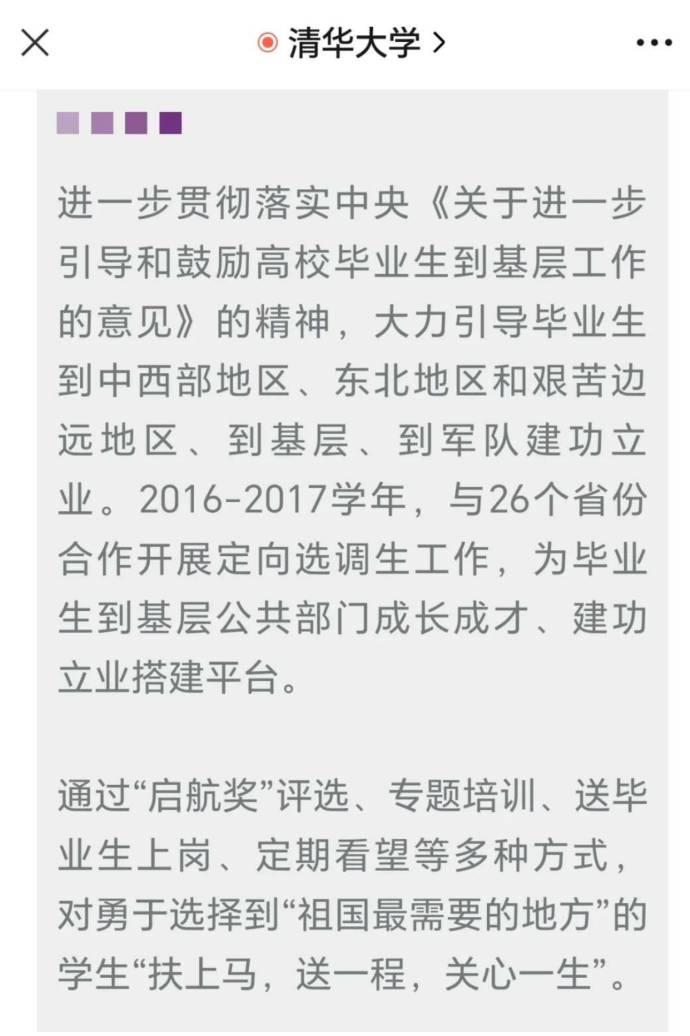 清华大学
进一步贯彻落实中央《关于进一步
引导和鼓励高校毕业生到基层工作
的意见》的精神，大力引导毕业生
到中西部地区、东北地区和艰苦边
远地区、到基层、到军队建功立
业。2016-2017学年，与26个省份
合作开展定向选调生工作，为毕业
生到基层公共部门成长成才、建功
立业搭建平台。
通过“启航奖”评选、专题培训、送毕
业生上岗、定期看望等多种方式，
对勇于选择到“祖国最需要的地方”的
学生“扶上马，送一程，关心一生”。